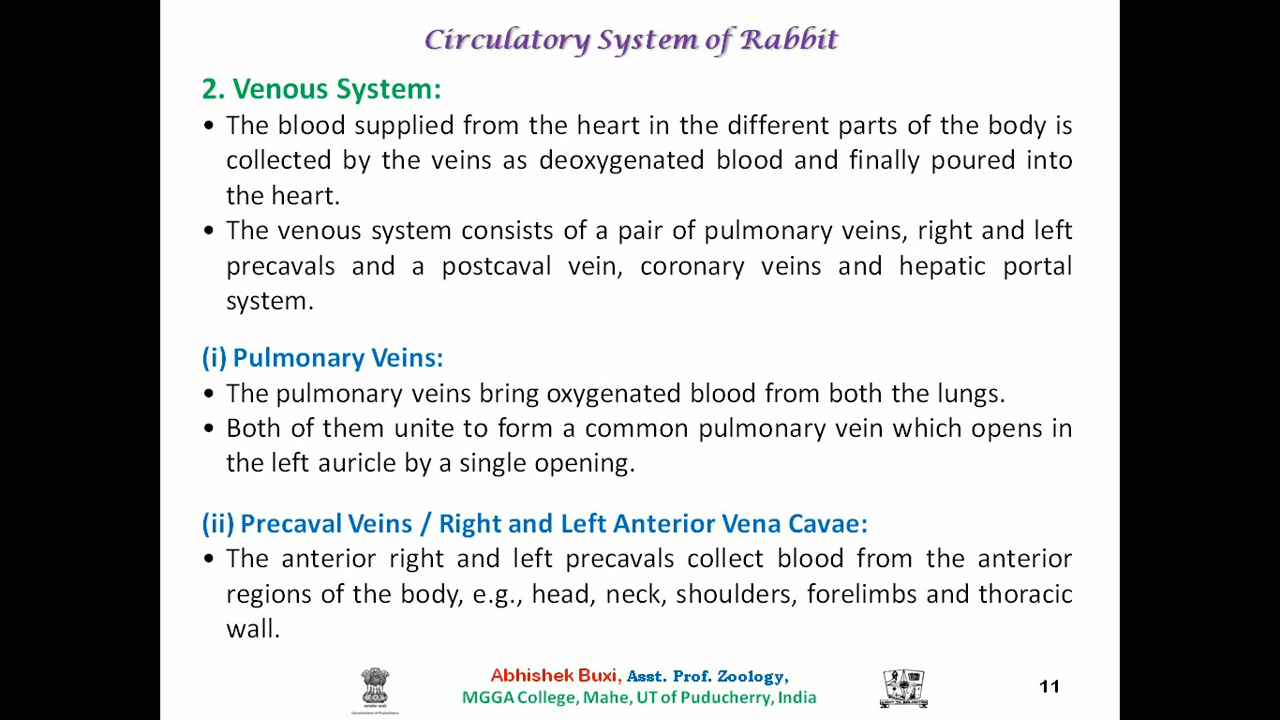 Circulatory System of Rabbit
2. Venous System:
• The blood supplied from the heart in the different parts of the body is
collected by the veins as deoxygenated blood and finally poured into
the heart.
• The venous system consists of a pair of pulmonary veins, right and left
precavals and a postcaval vein, coronary veins and hepatic portal
system.
(i) Pulmonary Veins:
• The pulmonary veins bring oxygenated blood from both the lungs.
• Both of them unite to form a common pulmonary vein which opens in
the left auricle by a single opening.
(ii) Precaval Veins / Right and Left Anterior Vena Cavae:
• The anterior right and left precavals collect blood from the anterior
regions of the body, e.g., head, neck, shoulders, forelimbs and thoracic
wall.
Abhishek Buxi, Asst. Prof. Zoology,
MGGA College, Mahe, UT of Puducherry, India
Government of Puducherry
11